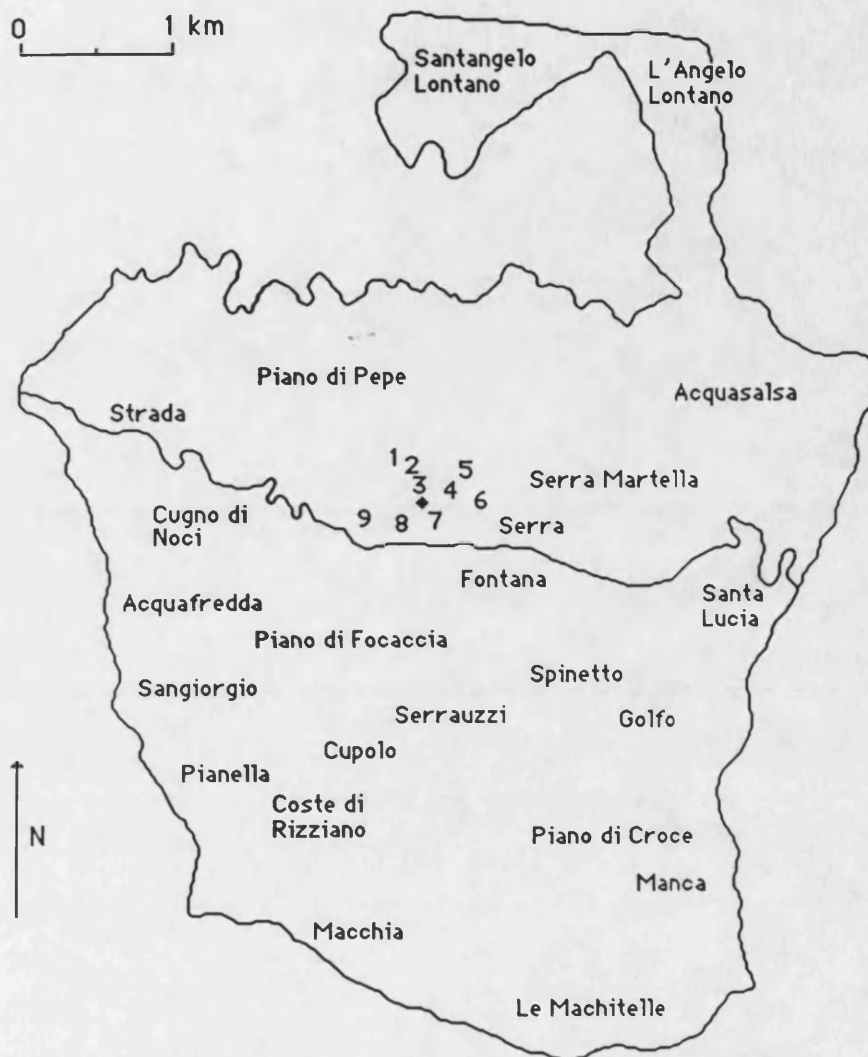 0 1 km
Santangelo
Lontano
L'Angelo
Lontano
Piano di Pepe
Acquasalsa
Strada
1
2
5
3
4
6
Serra Martella
9
8
7
Serra
Cugno di
Noci
Fontana
Acquafredda
Santa
Lucia
Piano di Focaccia
Spinetto
Sangiorgio
Serrauzzi
Golfo
Cupolo
Pianella
Coste di
Rizziano
Piano di Croce
N
Manca
Macchia
Le Machitelle